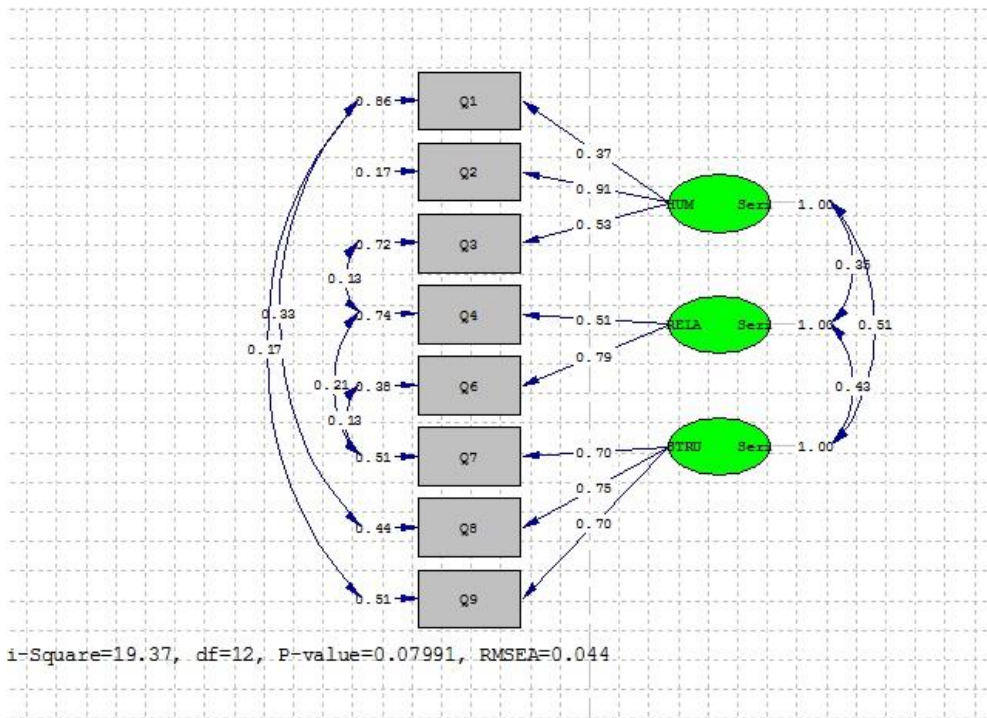 0.86 Q1
0.37
0.17 Q2
0.91
HUM Seri 1.00
0.53
0.72 Q3
0.35
0.13
0.33
0.74 Q4
0.51
RELA Seri 1.00
0.51
0.17
0.79
0.21
0.38 Q6
0.43
0.13
STRU Seri 1.00
0.51 Q7
0.70
0.75
0.70
0.44 Q8
0.51 Q9
i-Square=19.37, df=12, P-value=0.07991, RMSEA=0.044